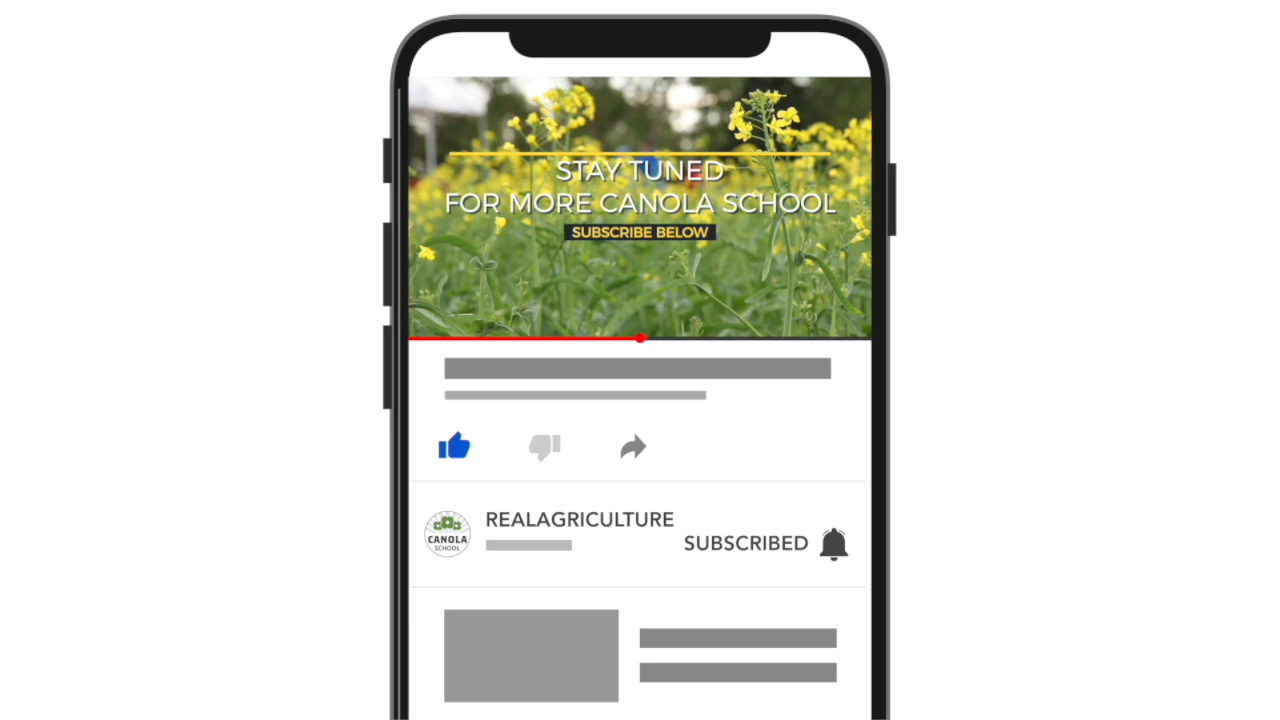 STAY TUNED
FOR MORE CANOLA SCHOOL
SUBSCRIBE BELOW
REALAGRICULTURE
CANOLA
SCHOOL
SUBSCRIBED